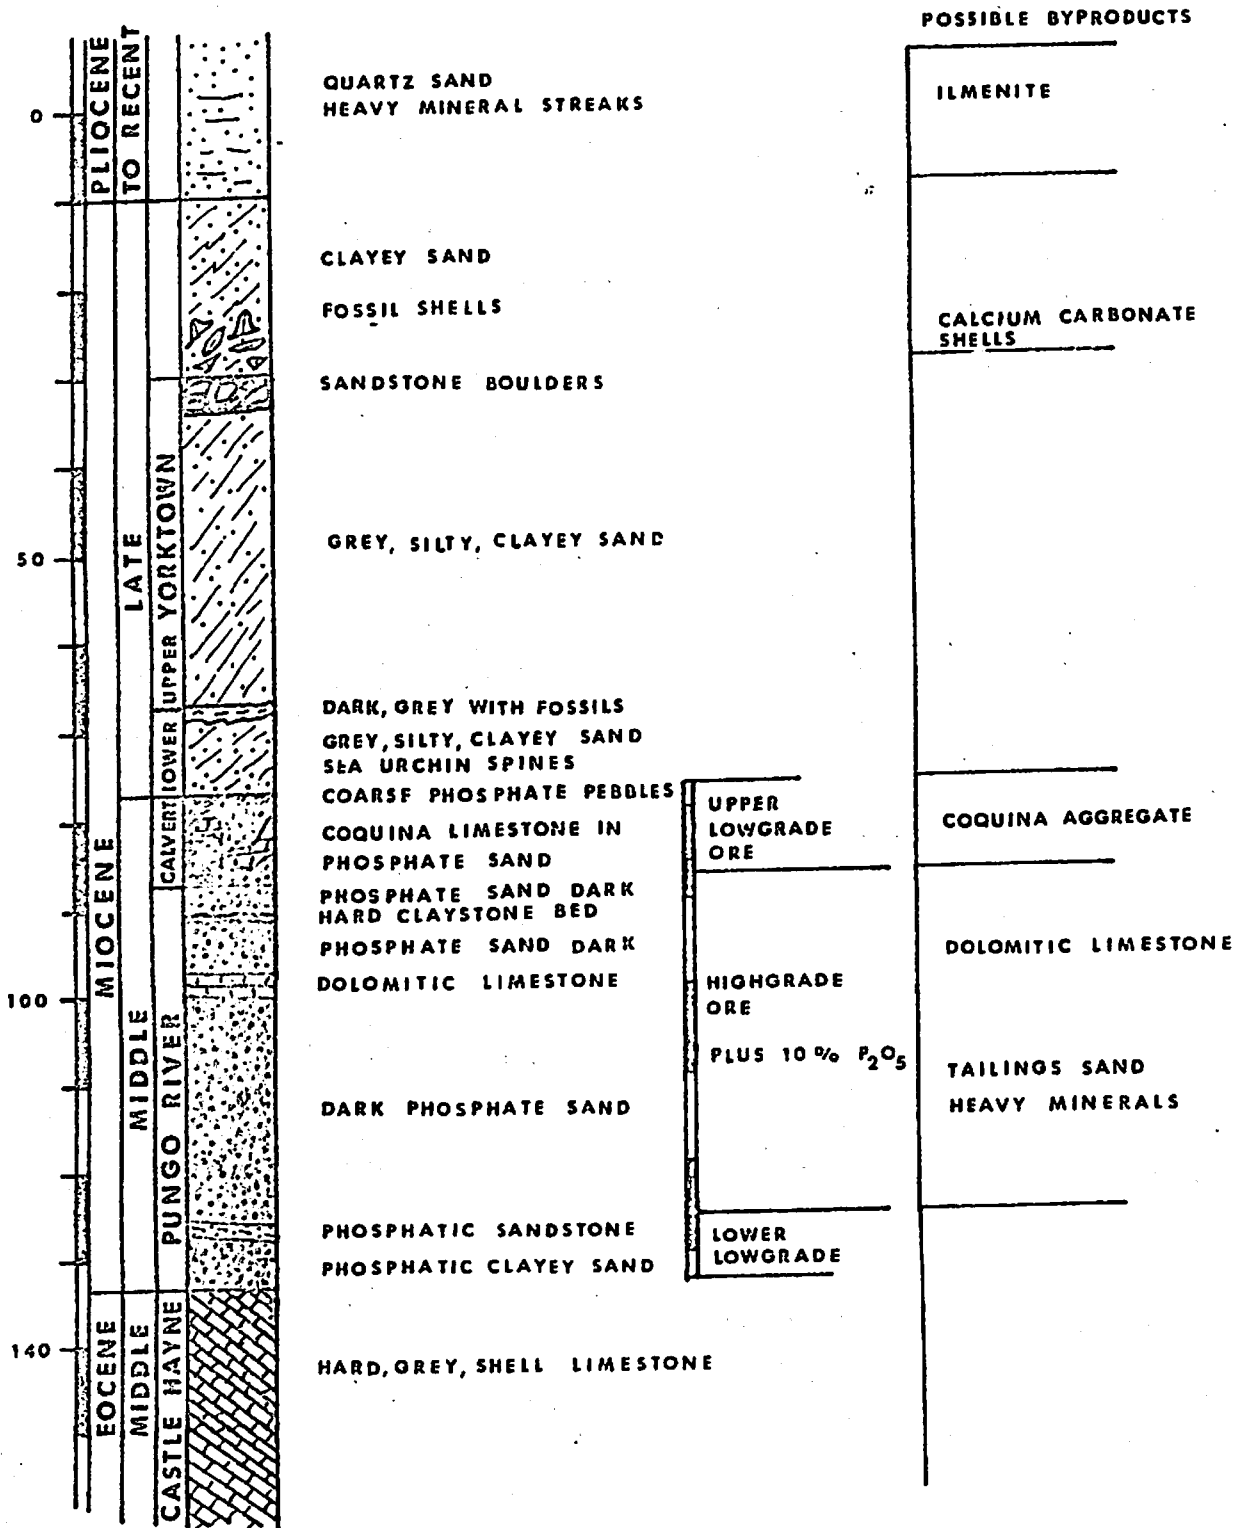 POSSIBLE BYPRODUCTS
PLIOCENE
TO RECENT
QUARTZ SAND
HEAVY MINERAL STREAKS
ILMENITE
0
CLAYEY SAND
FOSSIL SHELLS
CALCIUM CARBONATE
SHELLS
SANDSTONE BOULDERS
MIOCENE
LATE
UPPER YORKTOWN
GREY, SILTY, CLAYEY SAND
50
DARK, GREY WITH FOSSILS
LOWER
GREY, SILTY, CLAYEY SAND
SEA URCHIN SPINES
COARSE PHOSPHATE PEBBLES
CALVERT
UPPER
LOWGRADE
ORE
COQUINA AGGREGATE
COQUINA LIMESTONE IN
PHOSPHATE SAND
PHOSPHATE SAND DARK
HARD CLAYSTONE BED
PHOSPHATE SAND DARK
DOLOMITIC LIMESTONE
DOLOMITIC LIMESTONE
100
HIGHGRADE
ORE
PLUS 10% P2O5
MIDDLE
PUNGO RIVER
TAILINGS SAND
HEAVY MINERALS
DARK PHOSPHATE SAND
PHOSPHATIC SANDSTONE
PHOSPHATIC CLAYEY SAND
LOWER
LOWGRADE
140
EOCENE
MIDDLE
CASTLE HAYNE
HARD, GREY, SHELL LIMESTONE